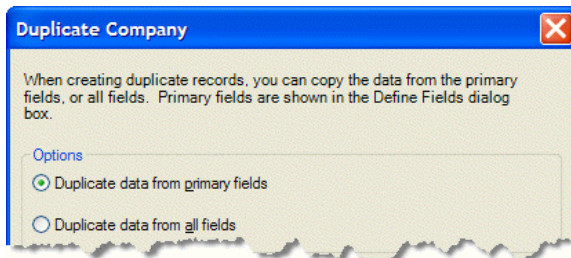 Duplicate Company
When creating duplicate records, you can copy the data from the primary
fields, or all fields.  Primary fields are shown in the Define Fields dialog
box.
Options
Duplicate data from primary fields
Duplicate data from all fields